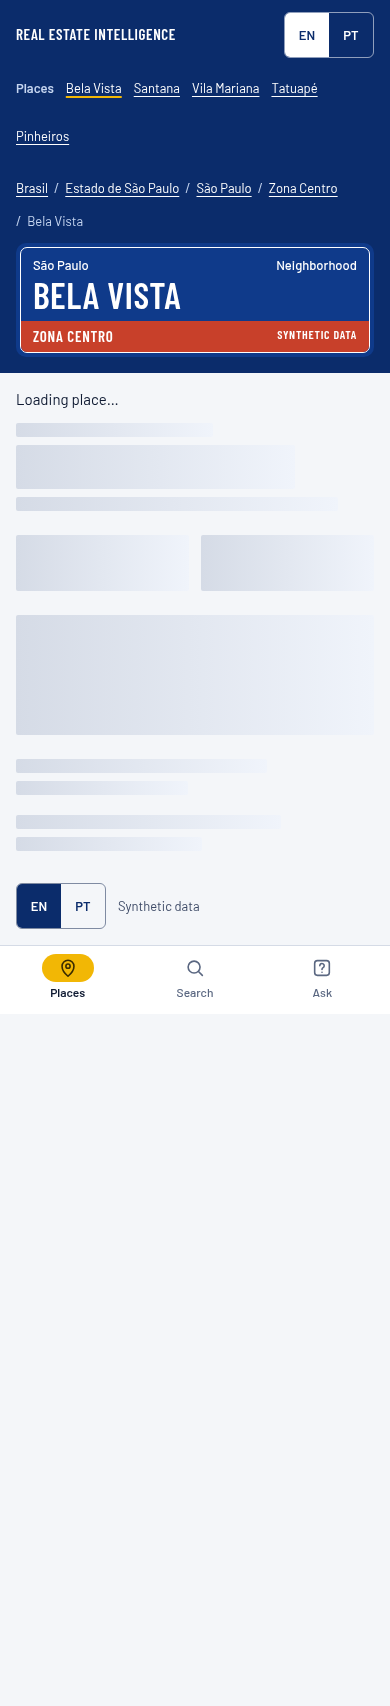 REAL ESTATE INTELLIGENCE
EN PT
Places Bela Vista Santana Vila Mariana Tatuapé
Pinheiros
Brasil / Estado de São Paulo / São Paulo / Zona Centro
/ Bela Vista
São Paulo Neighborhood
BELA VISTA
ZONA CENTRO SYNTHETIC DATA
Loading place…
EN PT Synthetic data
Places Search Ask